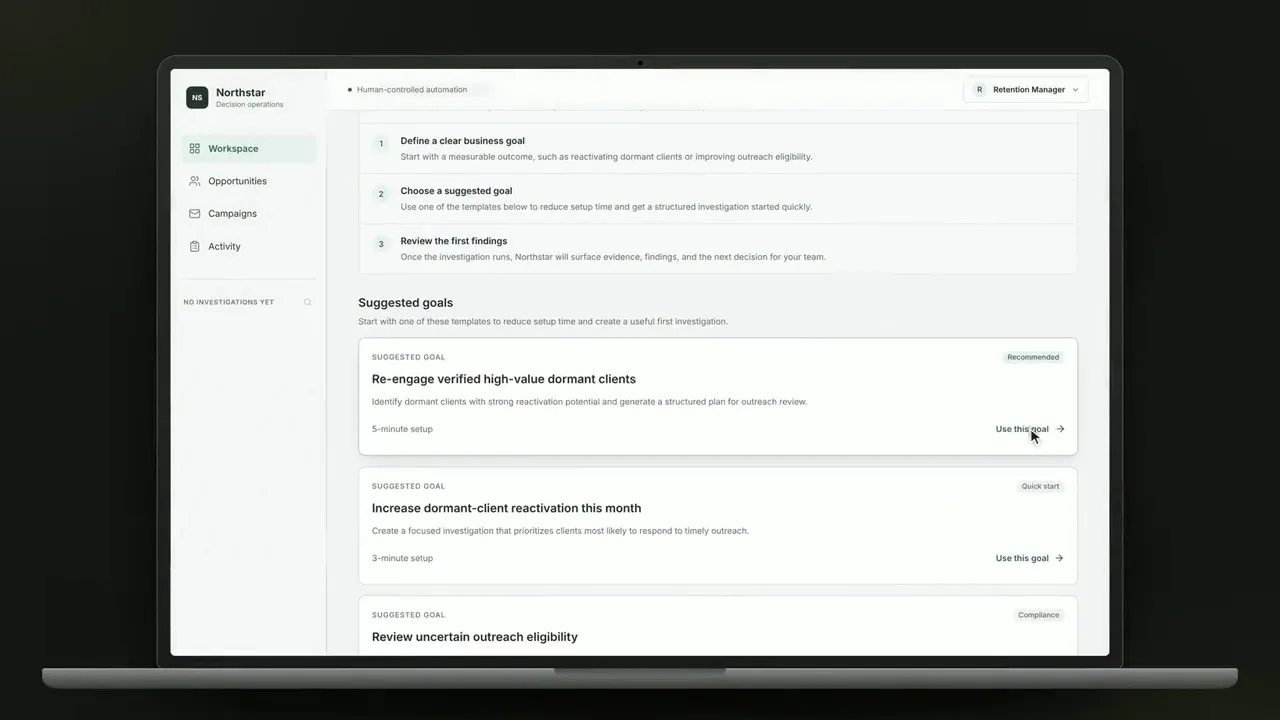 NS
Northstar
Decision operations
Workspace
Opportunities
Campaigns
Activity
NO INVESTIGATIONS YET
Human-controlled automation
R Retention Manager
1 Define a clear business goal
Start with a measurable outcome, such as reactivating dormant clients or improving outreach eligibility.
2 Choose a suggested goal
Use one of the templates below to reduce setup time and get a structured investigation started quickly.
3 Review the first findings
Once the investigation runs, Northstar will surface evidence, findings, and the next decision for your team.
Suggested goals
Start with one of these templates to reduce setup time and create a useful first investigation.
SUGGESTED GOAL Recommended
Re-engage verified high-value dormant clients
Identify dormant clients with strong reactivation potential and generate a structured plan for outreach review.
5-minute setup Use this goal
SUGGESTED GOAL Quick start
Increase dormant-client reactivation this month
Create a focused investigation that prioritizes clients most likely to respond to timely outreach.
3-minute setup Use this goal
SUGGESTED GOAL Compliance
Review uncertain outreach eligibility